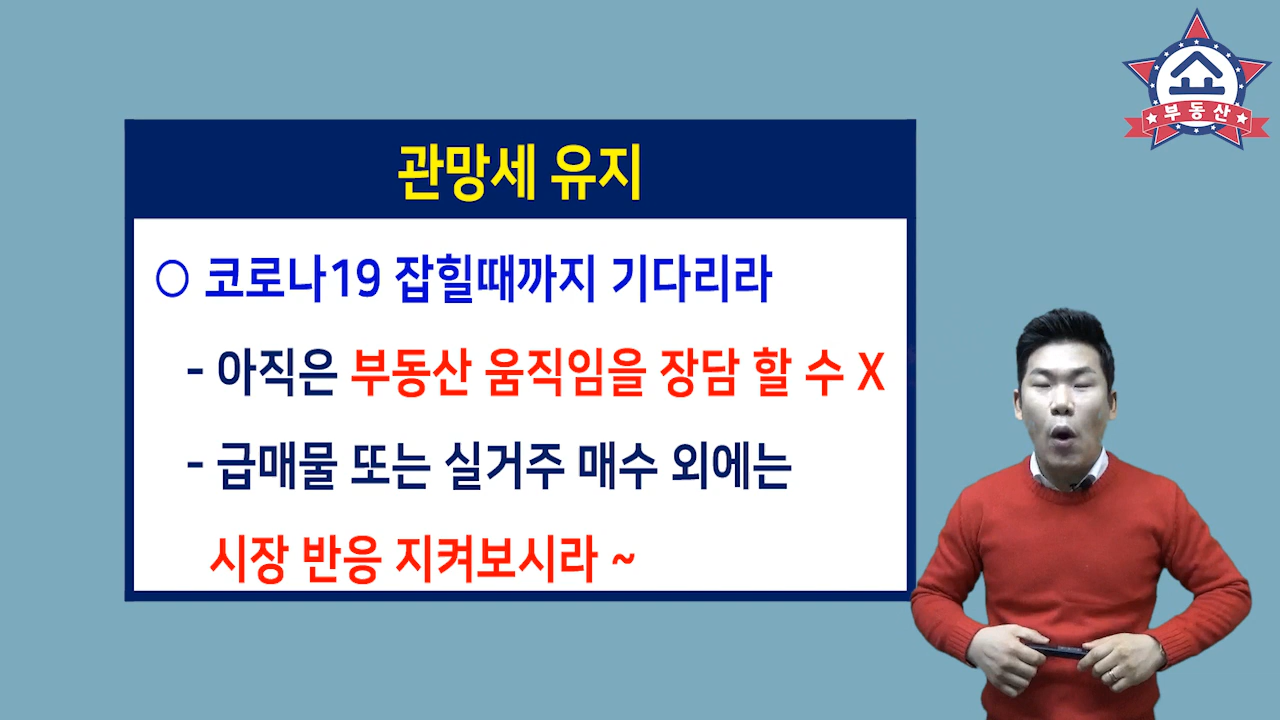 쇼
부동산
관망세 유지
○ 코로나19 잡힐때까지 기다리라
- 아직은 부동산 움직임을 장담 할 수 X
- 급매물 또는 실거주 매수 외에는
시장 반응 지켜보시라 ~